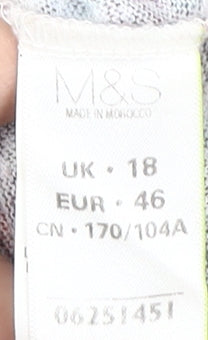 M&S
MADE IN MOROCCO
UK • 18
EUR • 46
CN • 170/104A
06251451